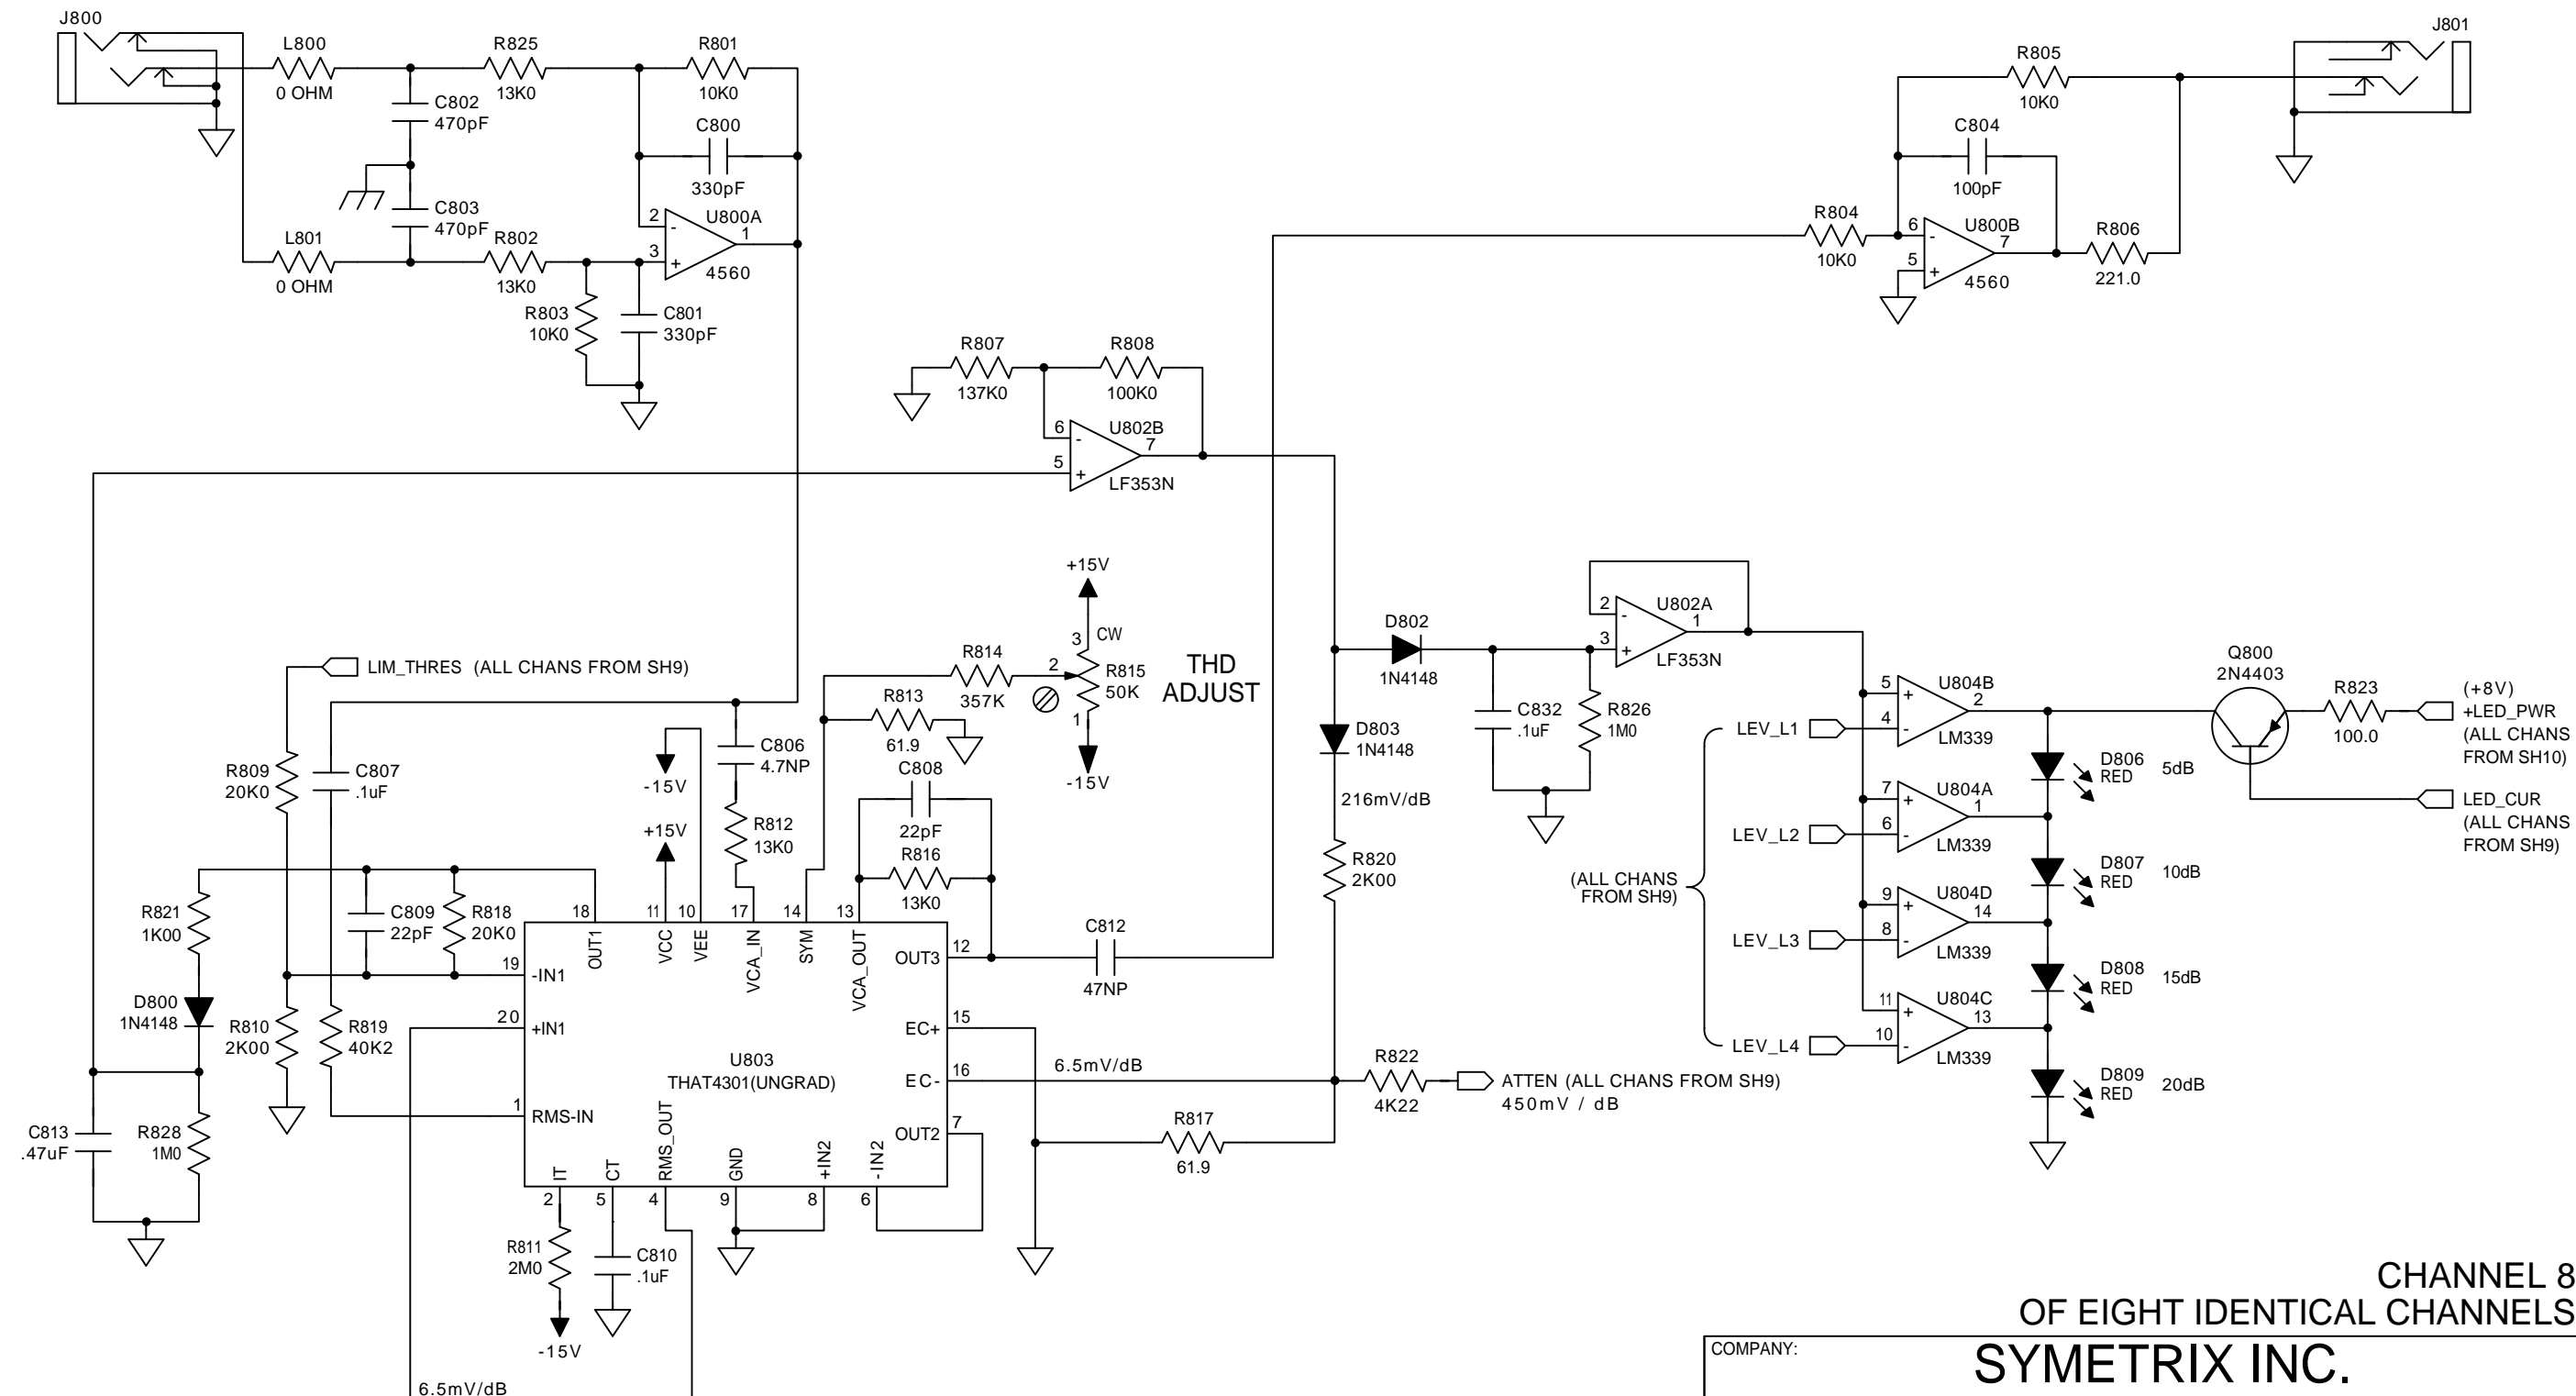 J800
L800
0 OHM
C802
470pF
C803
470pF
L801
0 OHM
R825
13K0
R802
13K0
R801
10K0
C800
330pF
2
-
3
+
U800A
1
4560
R803
10K0
C801
330pF
R807
137K0
R808
100K0
6
-
5
+
U802B
7
LF353N
R804
10K0
R805
10K0
C804
100pF
6
-
5
+
U800B
7
4560
R806
221.0
J801
LIM_THRES (ALL CHANS FROM SH9)
R809
20K0
C807
.1uF
-15V
+15V
C806
4.7NP
R812
13K0
R814
357K
R813
61.9
+15V
3 CW
2
R815
50K
1
-15V
THD
ADJUST
C808
22pF
R816
13K0
R821
1K00
D800
1N4148
C809
22pF
R818
20K0
R810
2K00
R819
40K2
C813
.47uF
R828
1M0
18
11
10
17
14
13
OUT1
VCC
VEE
VCA_IN
SYM
VCA_OUT
19
-IN1
20
+IN1
1
RMS-IN
U803
THAT4301(UNGRAD)
OUT3
12
EC+
15
EC-
16
OUT2
7
IT
CT
RMS_OUT
GND
+IN2
-IN2
2
5
4
9
8
6
R811
2M0
-15V
C810
.1uF
6.5mV/dB
C812
47NP
6.5mV/dB
R817
61.9
R822
4K22
ATTEN (ALL CHANS FROM SH9)
450mV / dB
D802
1N4148
D803
1N4148
216mV/dB
R820
2K00
C832
.1uF
R826
1M0
2
-
3
+
U802A
1
LF353N
LEV_L1
LEV_L2
LEV_L3
LEV_L4
(ALL CHANS
FROM SH9)
5
+
4
-
U804B
2
LM339
7
+
6
-
U804A
1
LM339
9
+
8
-
U804D
14
LM339
11
+
10
-
U804C
13
LM339
D806
RED
5dB
D807
RED
10dB
D808
RED
15dB
D809
RED
20dB
Q800
2N4403
R823
100.0
(+8V)
+LED_PWR
(ALL CHANS
FROM SH10)
LED_CUR
(ALL CHANS
FROM SH9)
CHANNEL 8
OF EIGHT IDENTICAL CHANNELS
COMPANY:
SYMETRIX INC.